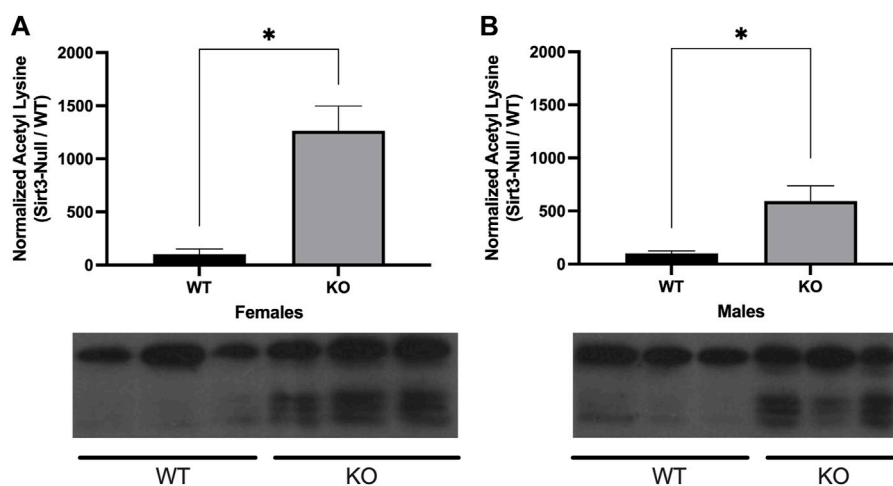 A
2000
1500
1000
500
0
Normalized Acetyl Lysine
(Sirt3-Null / WT)
*
WT
KO
Females
WT
KO
B
2000
1500
1000
500
0
Normalized Acetyl Lysine
(Sirt3-Null / WT)
*
WT
KO
Males
WT
KO